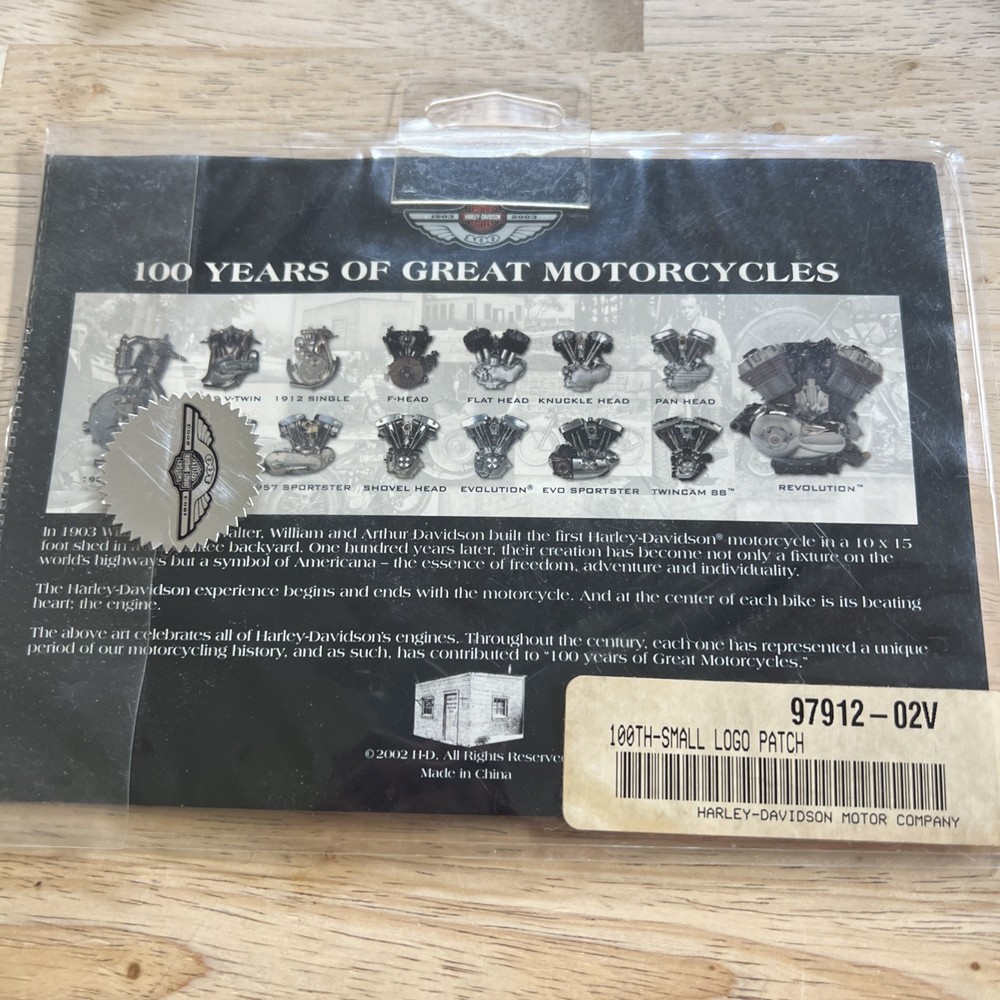 1903 HARLEY-DAVIDSON 2003
100
100 YEARS OF GREAT MOTORCYCLES
V-TWIN 1912 SINGLE F-HEAD FLAT HEAD KNUCKLE HEAD PAN HEAD
957 SPORTSTER SHOVEL HEAD EVOLUTION® EVO SPORTSTER TWINCAM 88™ REVOLUTION™
In 1903 Wi alter, William and Arthur Davidson built the first Harley-Davidson® motorcycle in a 10 x 15
foot shed in a backyard. One hundred years later, their creation has become not only a fixture on the
world's highways but a symbol of Americana – the essence of freedom, adventure and individuality.
The Harley-Davidson experience begins and ends with the motorcycle. And at the center of each bike is its beating
heart; the engine.
The above art celebrates all of Harley-Davidson's engines. Throughout the century, each one has represented a unique
period of our motorcycling history, and as such, has contributed to "100 years of Great Motorcycles."
©2002 H-D. All Rights Reserve
Made in China
97912-02V
100TH-SMALL LOGO PATCH
HARLEY-DAVIDSON MOTOR COMPANY